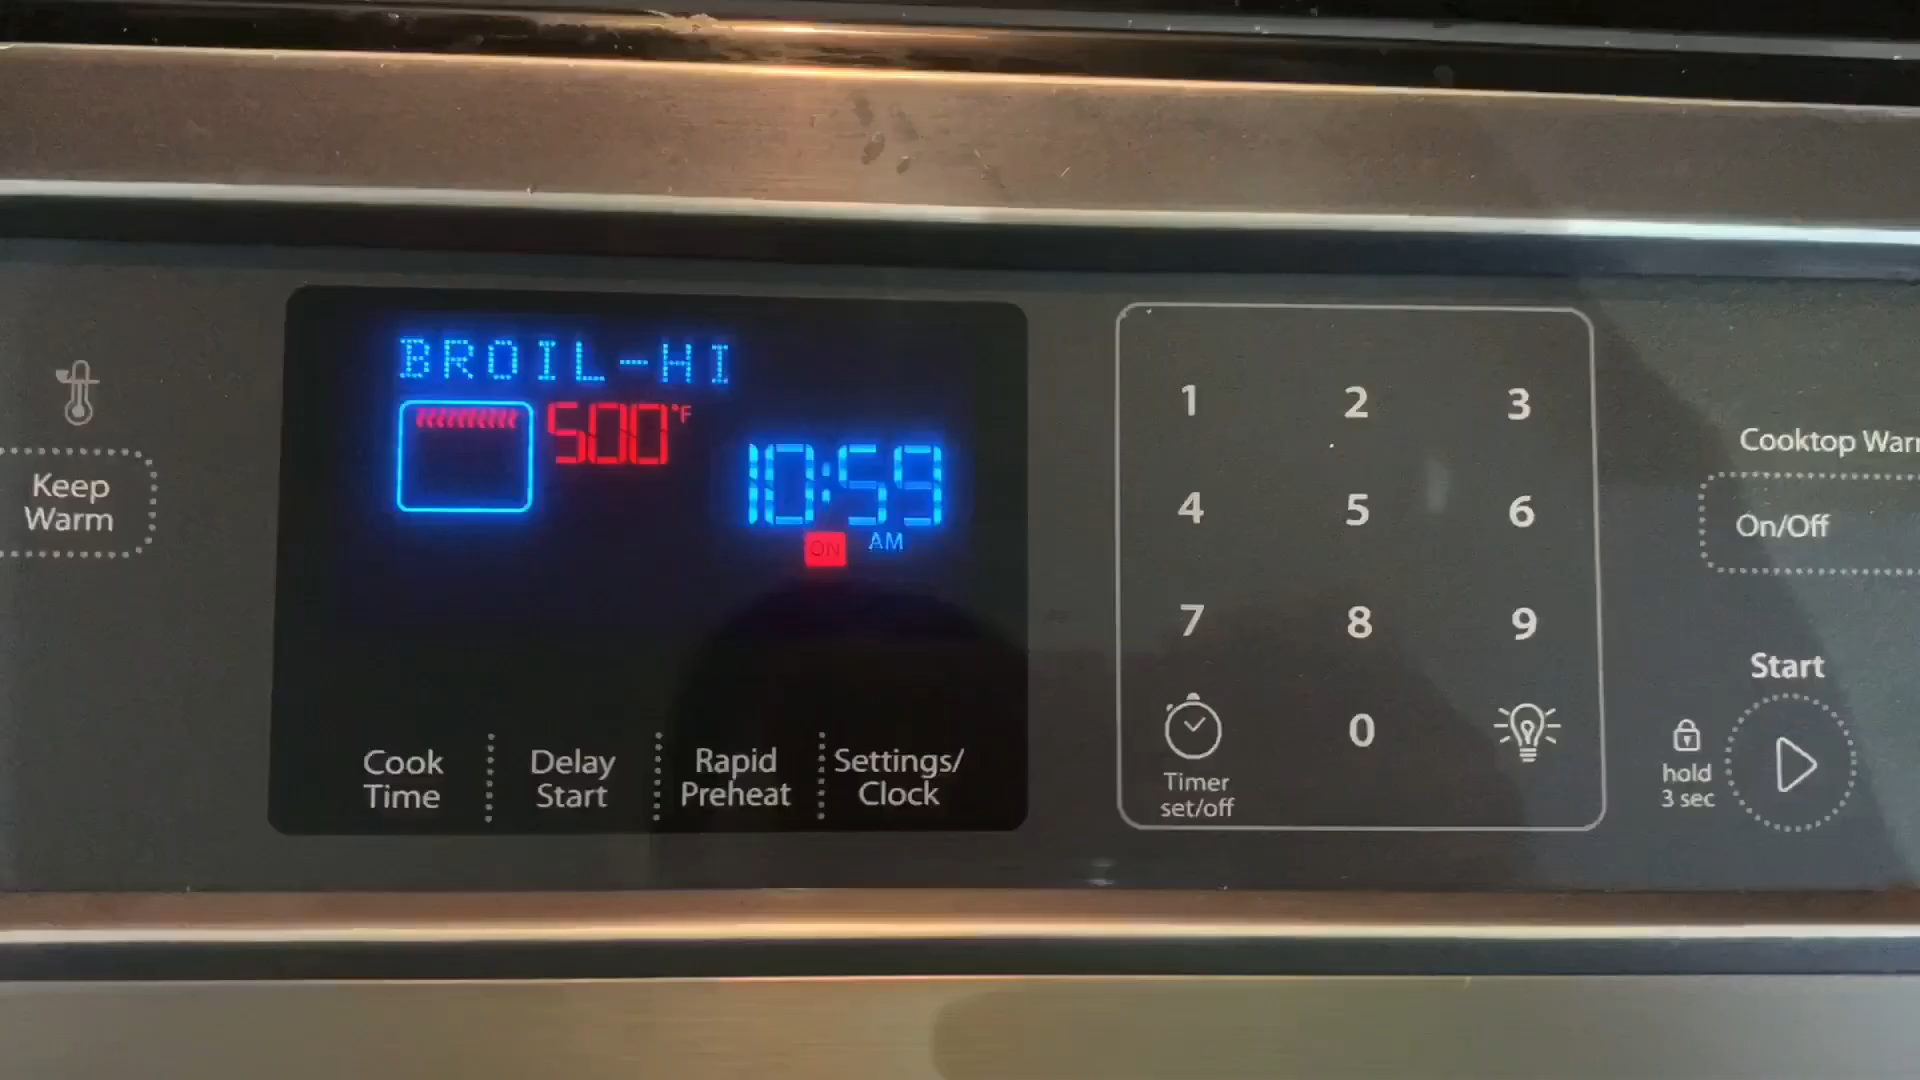 BROIL-HI
500°F
10:59
ON AM
Keep
Warm
Cook
Time
Delay
Start
Rapid
Preheat
Settings/
Clock
1 2 3
4 5 6
7 8 9
0
Timer
set/off
Cooktop
On/Off
Start
hold
3 sec